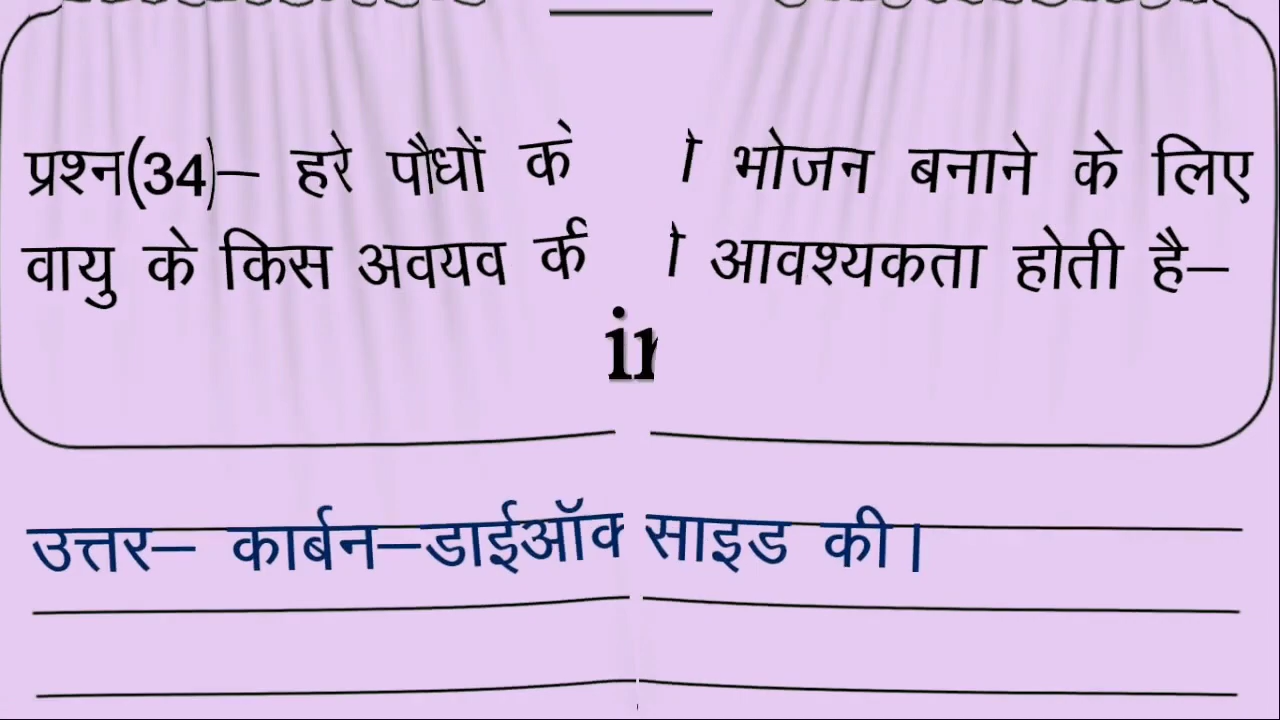 प्रश्न(34)– हरे पौधों को भोजन बनाने के लिए
वायु के किस अवयव की आवश्यकता होती है–
उत्तर– कार्बन–डाईऑक्साइड की।